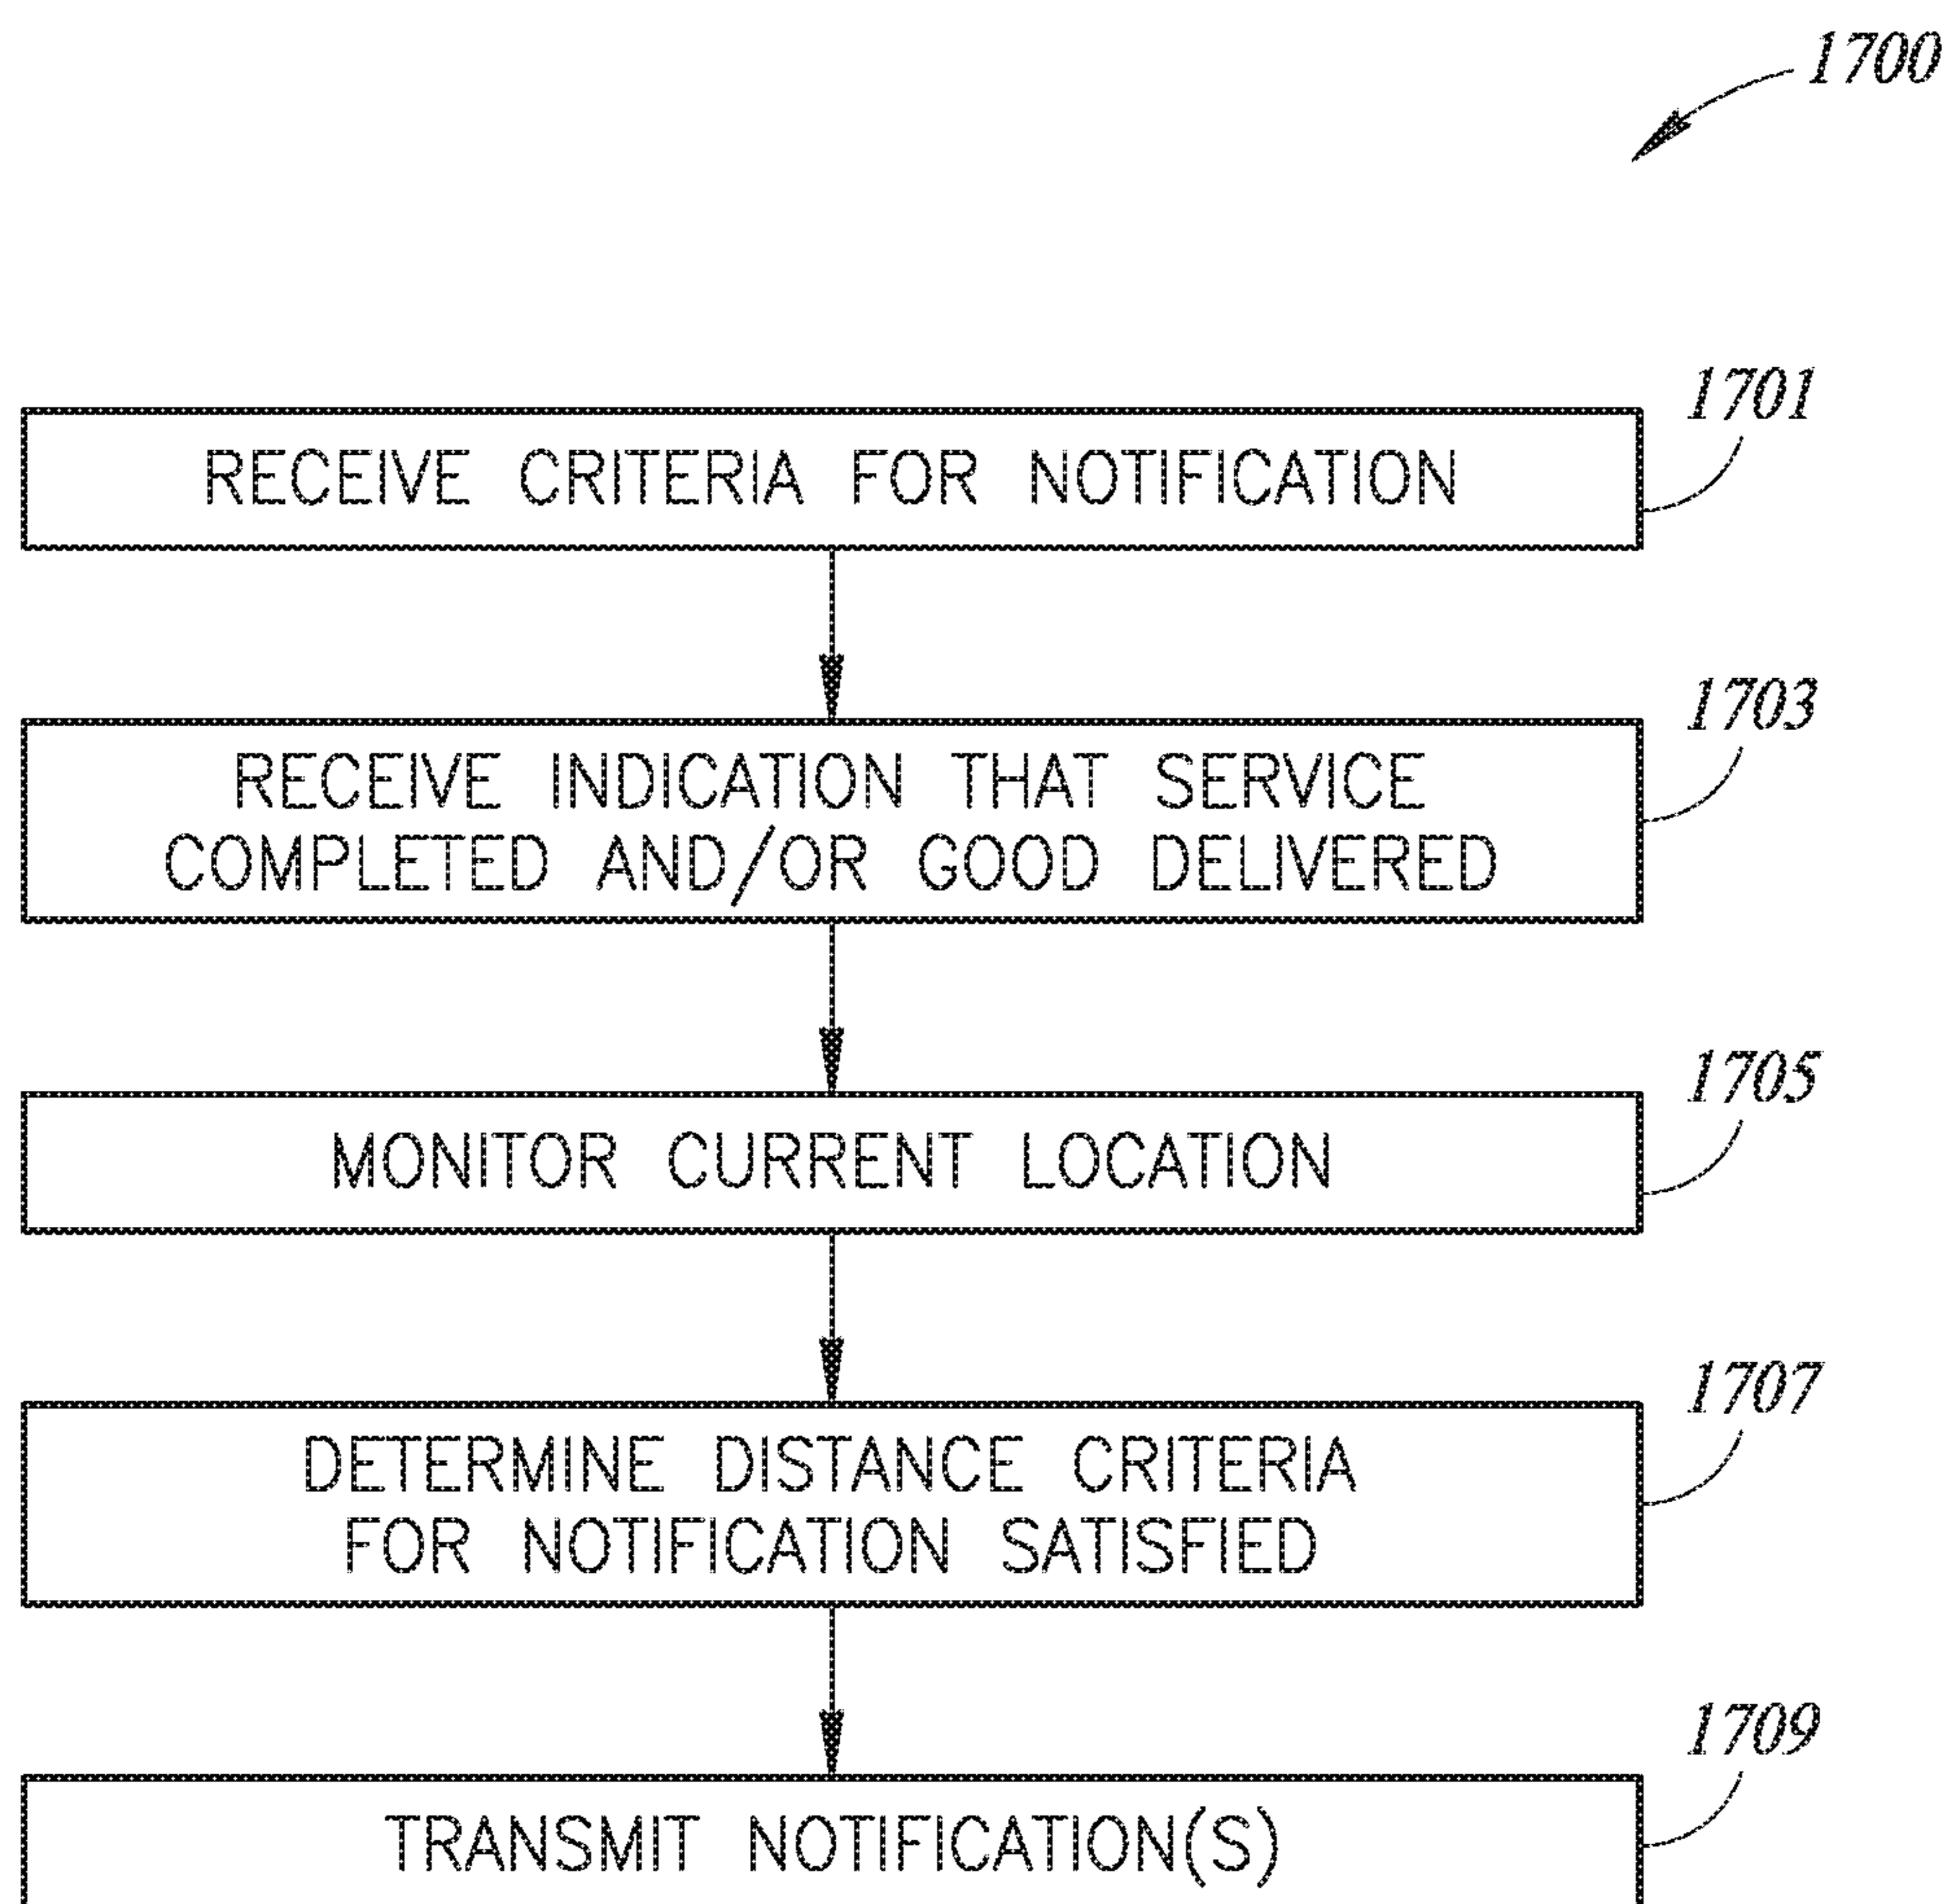 1700
1701
RECEIVE CRITERIA FOR NOTIFICATION
1703
RECEIVE INDICATION THAT SERVICE
COMPLETED AND/OR GOOD DELIVERED
1705
MONITOR CURRENT LOCATION
1707
DETERMINE DISTANCE CRITERIA
FOR NOTIFICATION SATISFIED
1709
TRANSMIT NOTIFICATION(S)